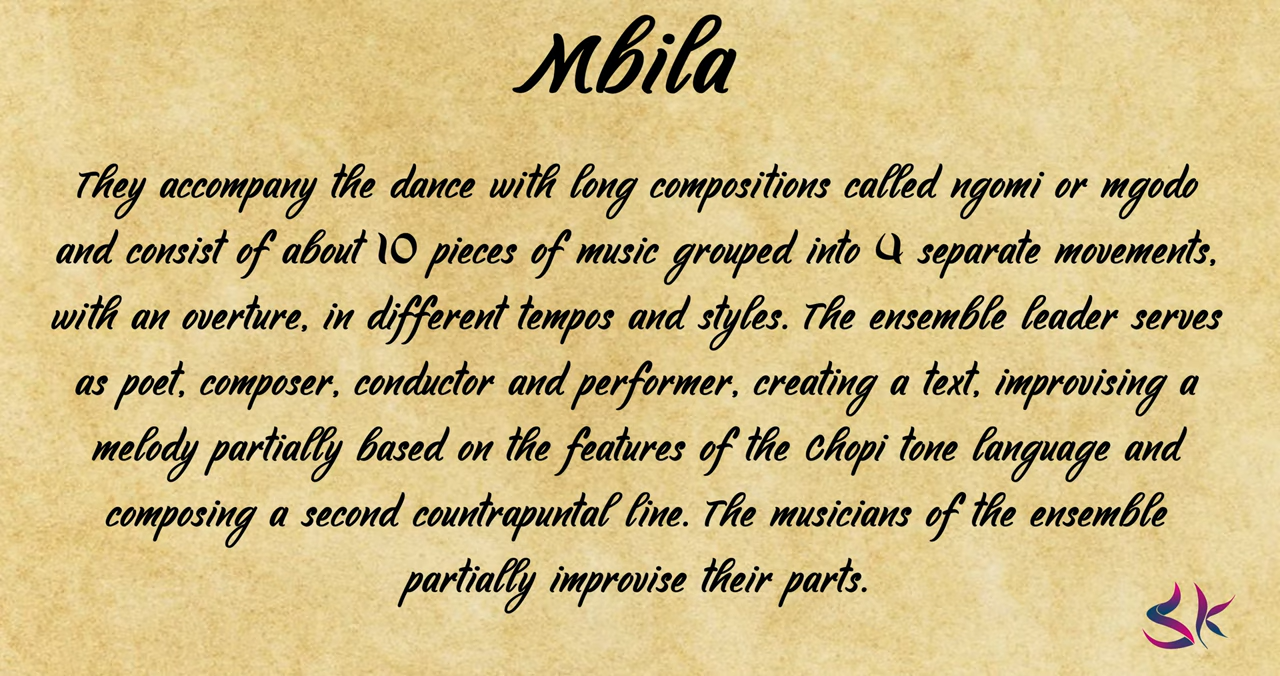 Mbila
They accompany the dance with long compositions called ngomi or mgodo
and consist of about 10 pieces of music grouped into 4 separate movements,
with an overture, in different tempos and styles. The ensemble leader serves
as poet, composer, conductor and performer, creating a text, improvising a
melody partially based on the features of the Chopi tone language and
composing a second countrapuntal line. The musicians of the ensemble
partially improvise their parts.
SK